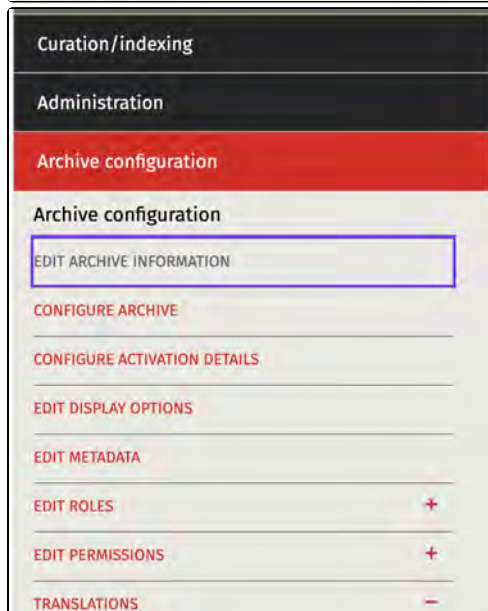 Curation/indexing
Administration
Archive configuration
Archive configuration
EDIT ARCHIVE INFORMATION
CONFIGURE ARCHIVE
CONFIGURE ACTIVATION DETAILS
EDIT DISPLAY OPTIONS
EDIT METADATA
EDIT ROLES +
EDIT PERMISSIONS +
TRANSLATIONS −